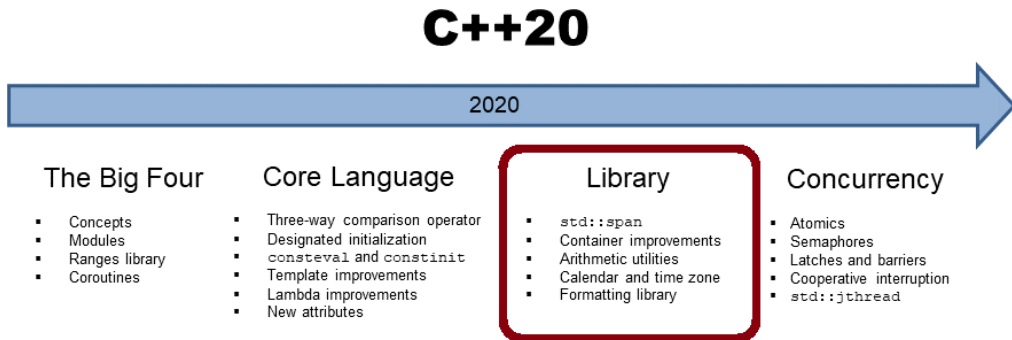 C++20
2020
The Big Four
▪ Concepts
▪ Modules
▪ Ranges library
▪ Coroutines
Core Language
▪ Three-way comparison operator
▪ Designated initialization
▪ consteval and constinit
▪ Template improvements
▪ Lambda improvements
▪ New attributes
Library
▪ std::span
▪ Container improvements
▪ Arithmetic utilities
▪ Calendar and time zone
▪ Formatting library
Concurrency
▪ Atomics
▪ Semaphores
▪ Latches and barriers
▪ Cooperative interruption
▪ std::jthread